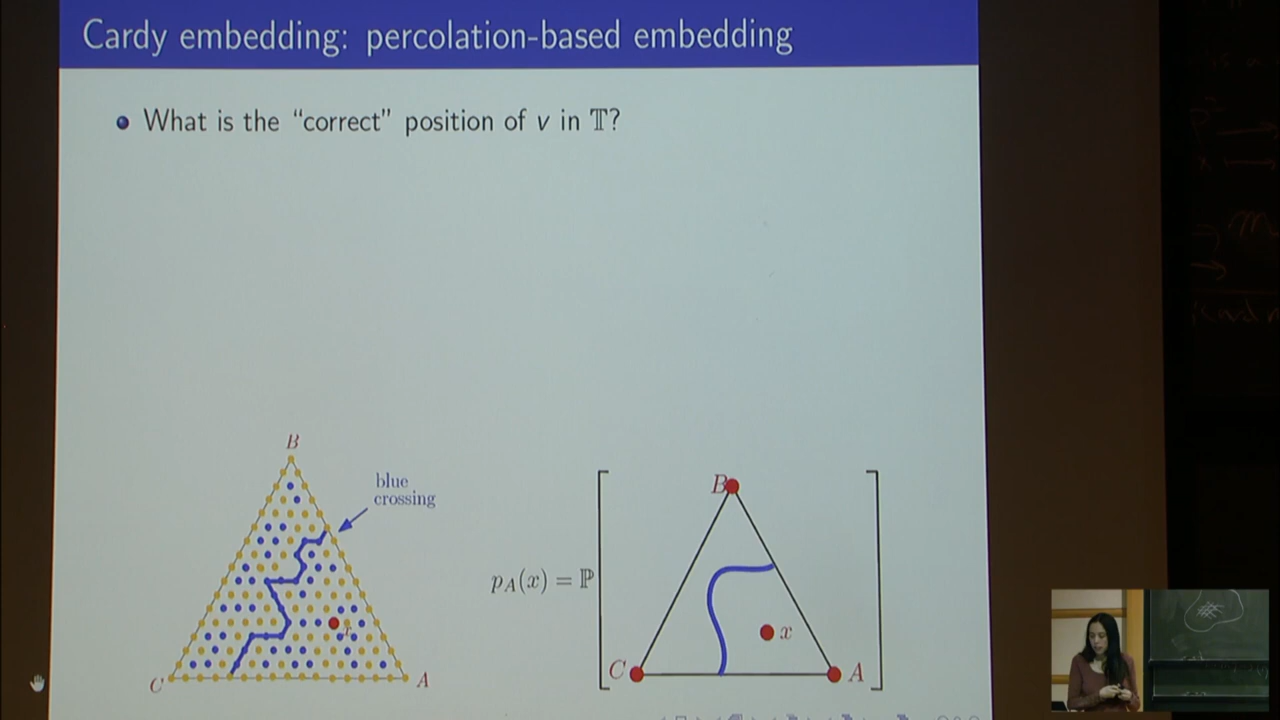 Cardy embedding: percolation-based embedding
What is the “correct” position of v in 𝕋?
B
blue
crossing
x
C
A
p_A(x) = ℙ
B
x
C
A